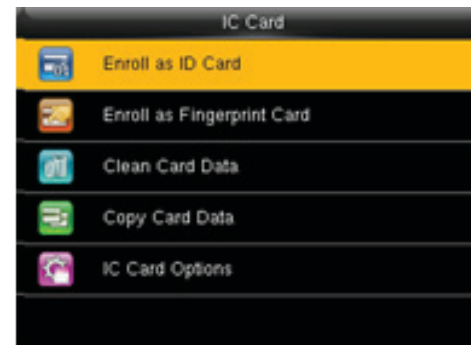 IC Card
Enroll as ID Card
Enroll as Fingerprint Card
Clean Card Data
Copy Card Data
IC Card Options